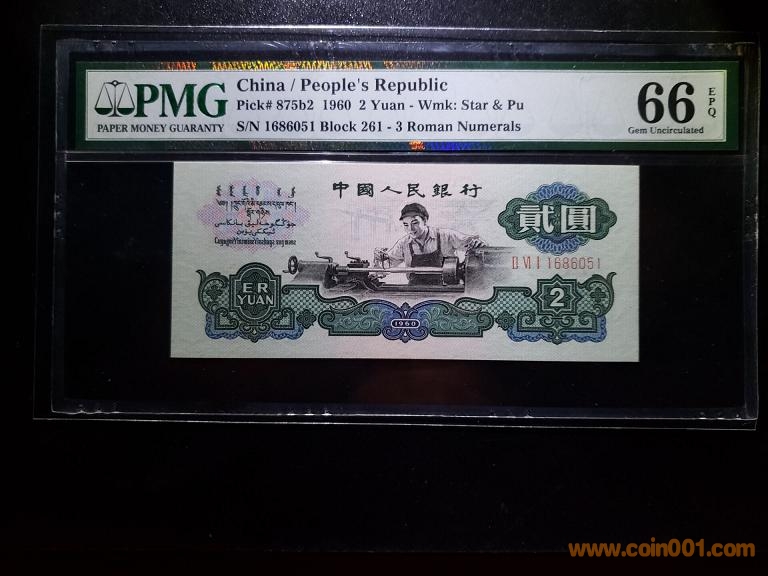 PMG
PAPER MONEY GUARANTY
China / People's Republic
Pick# 875b2 1960 2 Yuan - Wmk: Star & Pu
S/N 1686051 Block 261 - 3 Roman Numerals
66 EPQ
Gem Uncirculated
中國人民銀行
貳圓
II VI I 1686051
ER
YUAN
1960
2
www.coin001.com